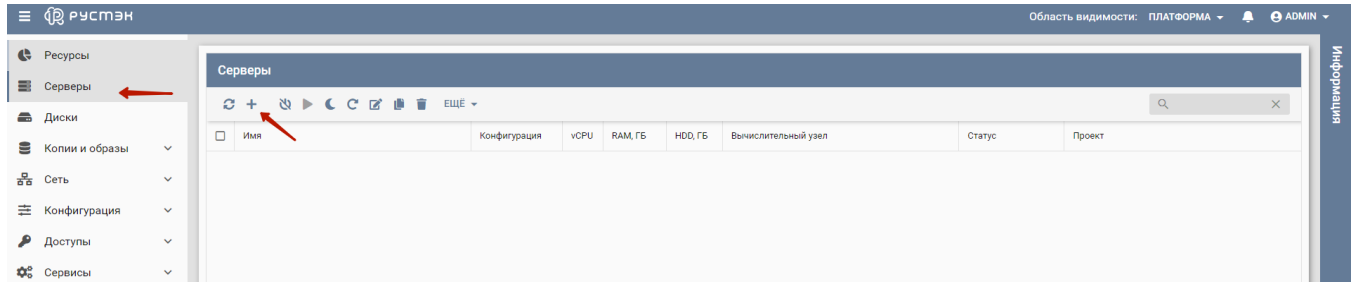 РУСТЭК
Область видимости: ПЛАТФОРМА
ADMIN
Ресурсы
Серверы
Диски
Копии и образы
Сеть
Конфигурация
Доступы
Сервисы
Серверы
ЕЩЁ
Имя Конфигурация vCPU RAM, ГБ HDD, ГБ Вычислительный узел Статус Проект
Информация